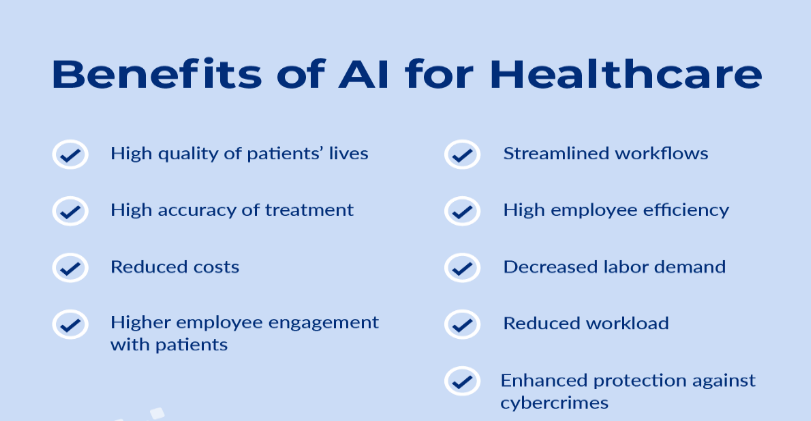 Benefits of AI for Healthcare
High quality of patients’ lives
High accuracy of treatment
Reduced costs
Higher employee engagement
with patients
Streamlined workflows
High employee efficiency
Decreased labor demand
Reduced workload
Enhanced protection against
cybercrimes